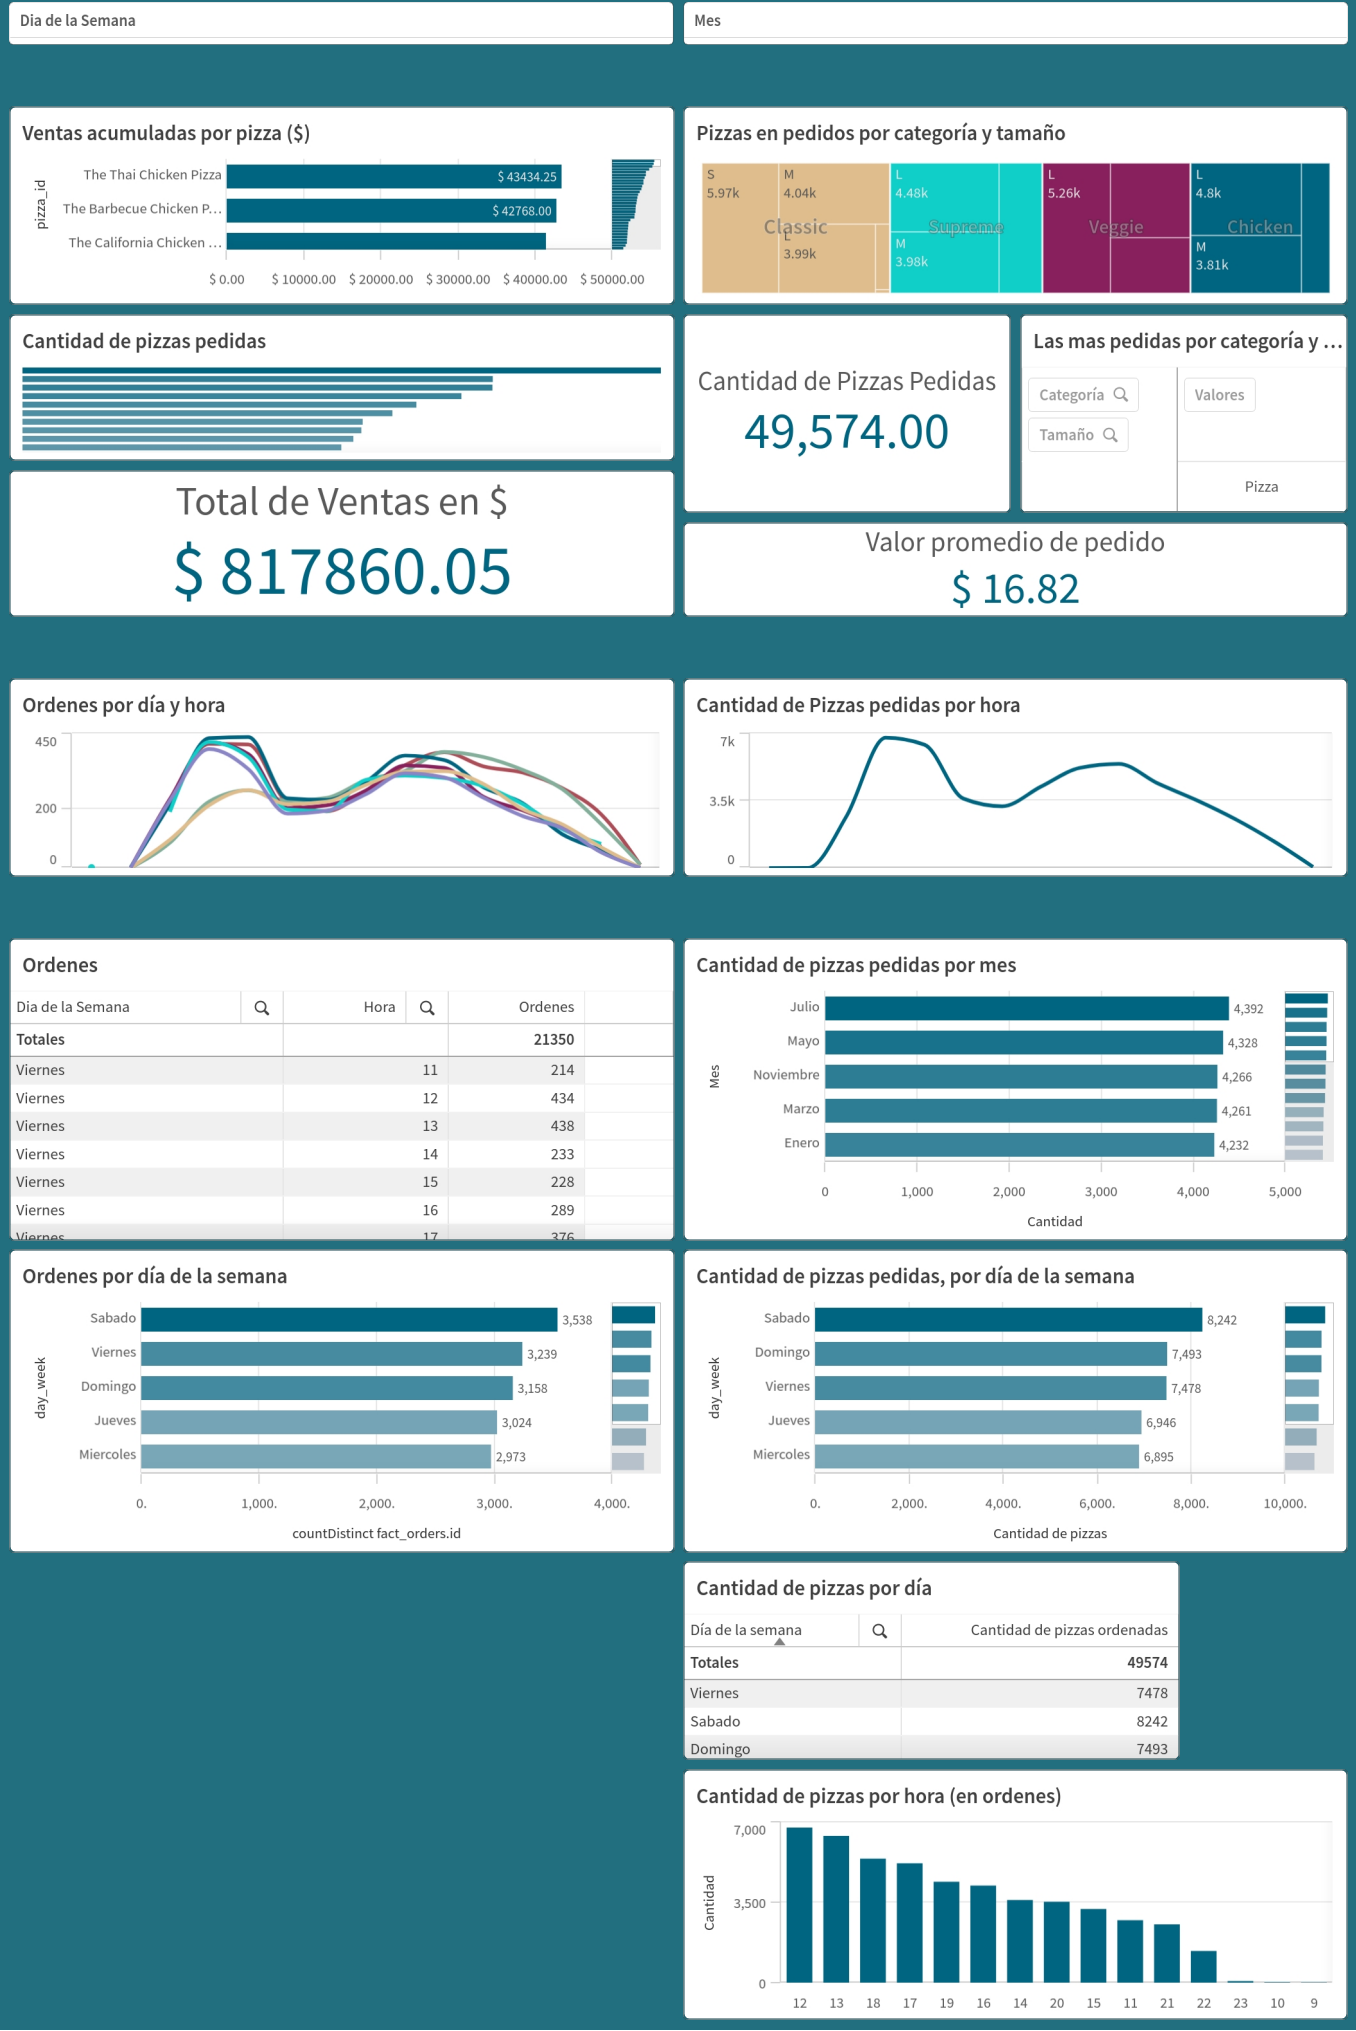 Dia de la Semana
Mes
Ventas acumuladas por pizza ($)
pizza_id
The Thai Chicken Pizza
$ 43434.25
The Barbecue Chicken P...
$ 42768.00
The California Chicken ...
$ 0.00 $ 10000.00 $ 20000.00 $ 30000.00 $ 40000.00 $ 50000.00
Pizzas en pedidos por categoría y tamaño
S
5.97k
M
4.04k
Classic
L
3.99k
L
4.48k
Supreme
M
3.98k
L
5.26k
Veggie
L
4.8k
Chicken
M
3.81k
Cantidad de pizzas pedidas
Cantidad de Pizzas Pedidas
49,574.00
Las mas pedidas por categoría y ...
Categoría
Tamaño
Valores
Pizza
Total de Ventas en $
$ 817860.05
Valor promedio de pedido
$ 16.82
Ordenes por día y hora
450
200
0
Cantidad de Pizzas pedidas por hora
7k
3.5k
0
Ordenes
Dia de la Semana Hora Ordenes
Totales 21350
Viernes 11 214
Viernes 12 434
Viernes 13 438
Viernes 14 233
Viernes 15 228
Viernes 16 289
Viernes 17 376
Cantidad de pizzas pedidas por mes
Mes
Julio 4,392
Mayo 4,328
Noviembre 4,266
Marzo 4,261
Enero 4,232
0 1,000 2,000 3,000 4,000 5,000
Cantidad
Ordenes por día de la semana
day_week
Sabado 3,538
Viernes 3,239
Domingo 3,158
Jueves 3,024
Miercoles 2,973
0. 1,000. 2,000. 3,000. 4,000.
countDistinct fact_orders.id
Cantidad de pizzas pedidas, por día de la semana
day_week
Sabado 8,242
Domingo 7,493
Viernes 7,478
Jueves 6,946
Miercoles 6,895
0. 2,000. 4,000. 6,000. 8,000. 10,000.
Cantidad de pizzas
Cantidad de pizzas por día
Día de la semana Cantidad de pizzas ordenadas
Totales 49574
Viernes 7478
Sabado 8242
Domingo 7493
Cantidad de pizzas por hora (en ordenes)
Cantidad
7,000
3,500
0
12 13 18 17 19 16 14 20 15 11 21 22 23 10 9